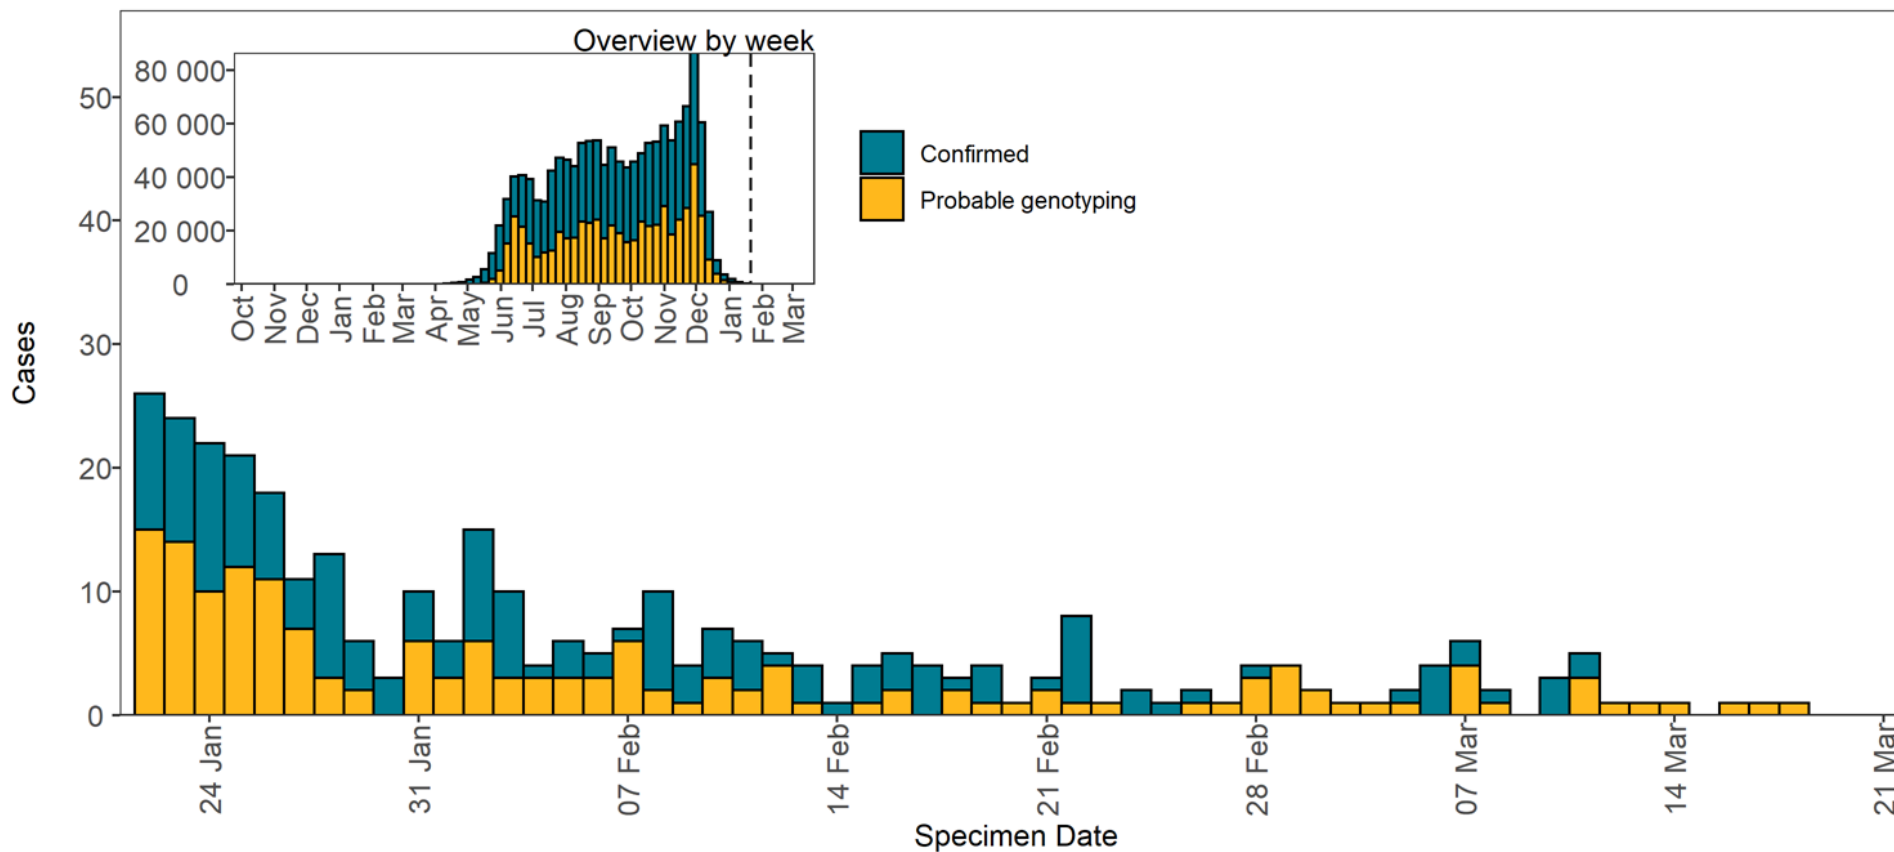 Overview by week
80 000
60 000
40 000
20 000
0
Oct
Nov
Dec
Jan
Feb
Mar
Apr
May
Jun
Jul
Aug
Sep
Oct
Nov
Dec
Jan
Feb
Mar
Confirmed
Probable genotyping
Cases
50
40
30
20
10
0
24 Jan
31 Jan
07 Feb
14 Feb
21 Feb
28 Feb
07 Mar
14 Mar
21 Mar
Specimen Date